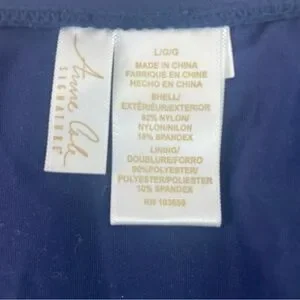 Anne Cole
SIGNATURE
L/G/G
MADE IN CHINA
FABRIQUE EN CHINE
HECHO EN CHINA
SHELL/
EXTÉRIEUR/EXTERIOR
82% NYLON/
NYLON/NILON
18% SPANDEX
LINING/
DOUBLURE/FORRO
90%POLYESTER/
POLYESTER/POLIESTER
10% SPANDEX
RN 103559